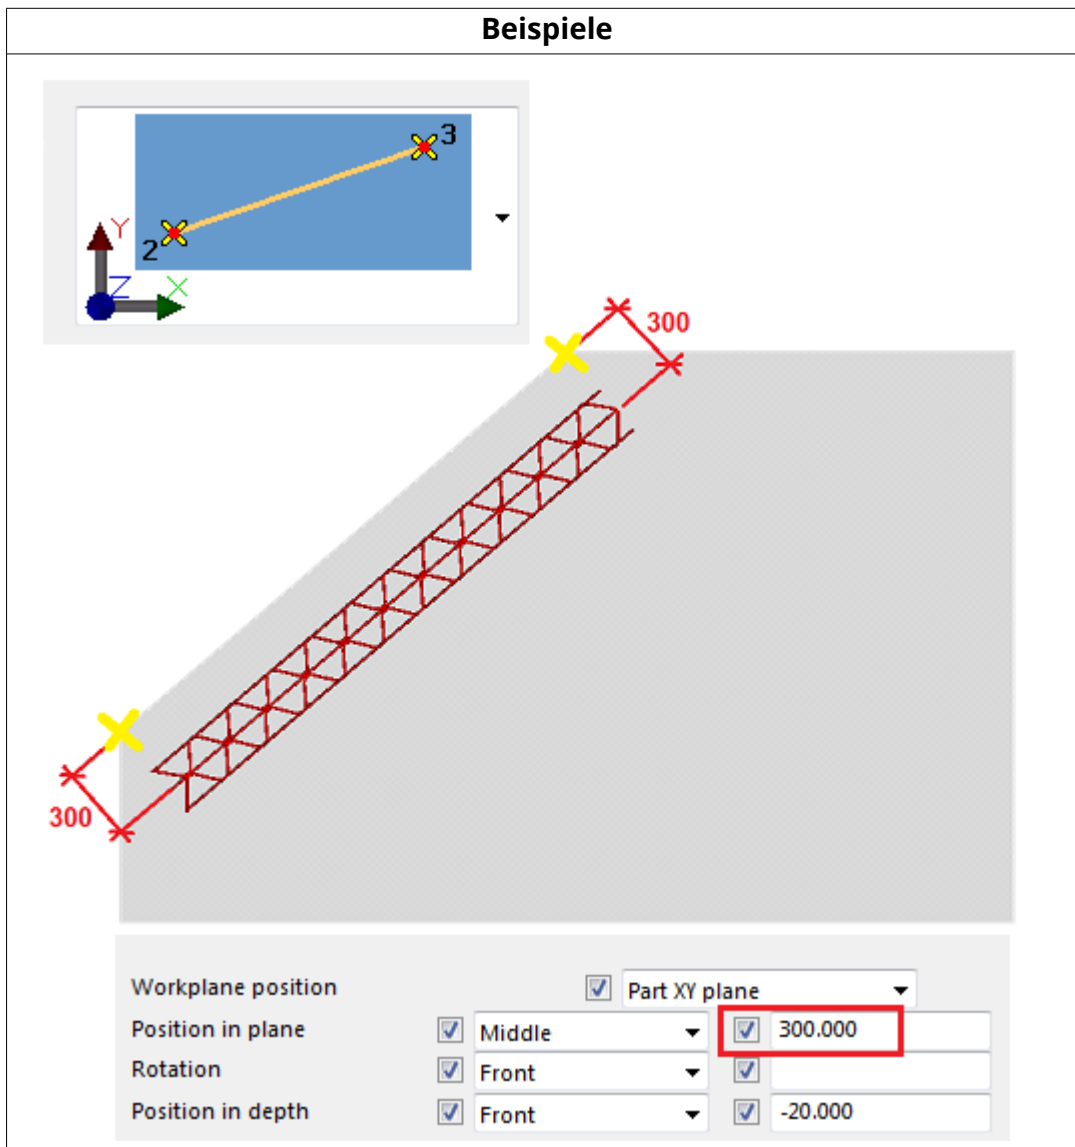 Beispiele
3
Y
2
Z X
300
300
Workplane position Part XY plane
Position in plane Middle 300.000
Rotation Front
Position in depth Front -20.000